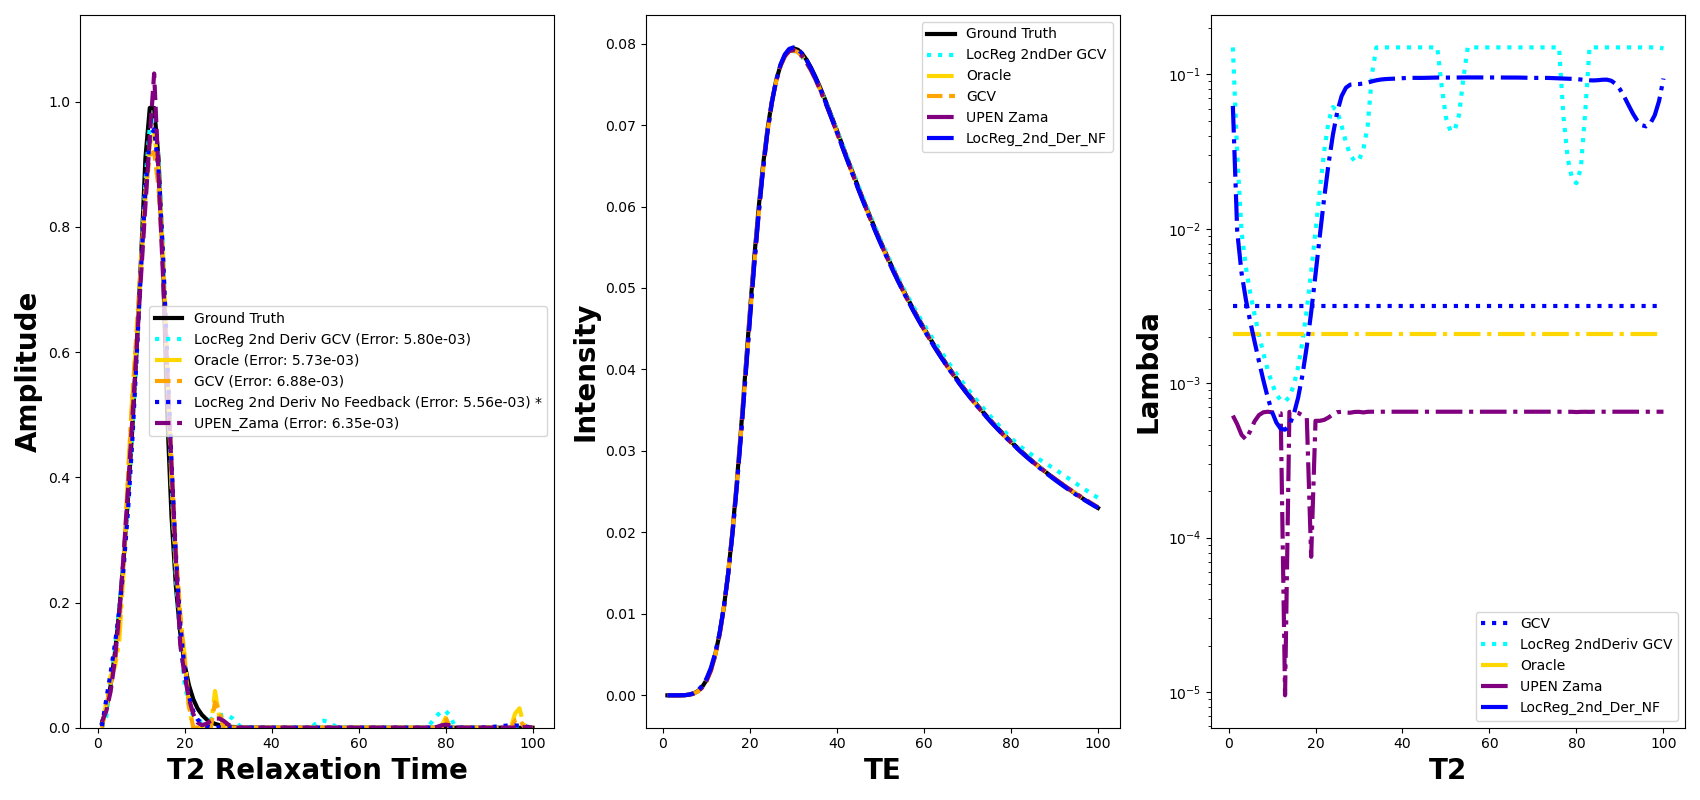 Amplitude
1.0
0.8
0.6
0.4
0.2
0.0
0
20
40
60
80
100
T2 Relaxation Time
Ground Truth
LocReg 2nd Deriv GCV (Error: 5.80e-03)
Oracle (Error: 5.73e-03)
GCV (Error: 6.88e-03)
LocReg 2nd Deriv No Feedback (Error: 5.56e-03) *
UPEN_Zama (Error: 6.35e-03)
Intensity
0.08
0.07
0.06
0.05
0.04
0.03
0.02
0.01
0.00
0
20
40
60
80
100
TE
Ground Truth
LocReg 2ndDer GCV
Oracle
GCV
UPEN Zama
LocReg_2nd_Der_NF
Lambda
10⁻¹
10⁻²
10⁻³
10⁻⁴
10⁻⁵
0
20
40
60
80
100
T2
GCV
LocReg 2ndDeriv GCV
Oracle
UPEN Zama
LocReg_2nd_Der_NF